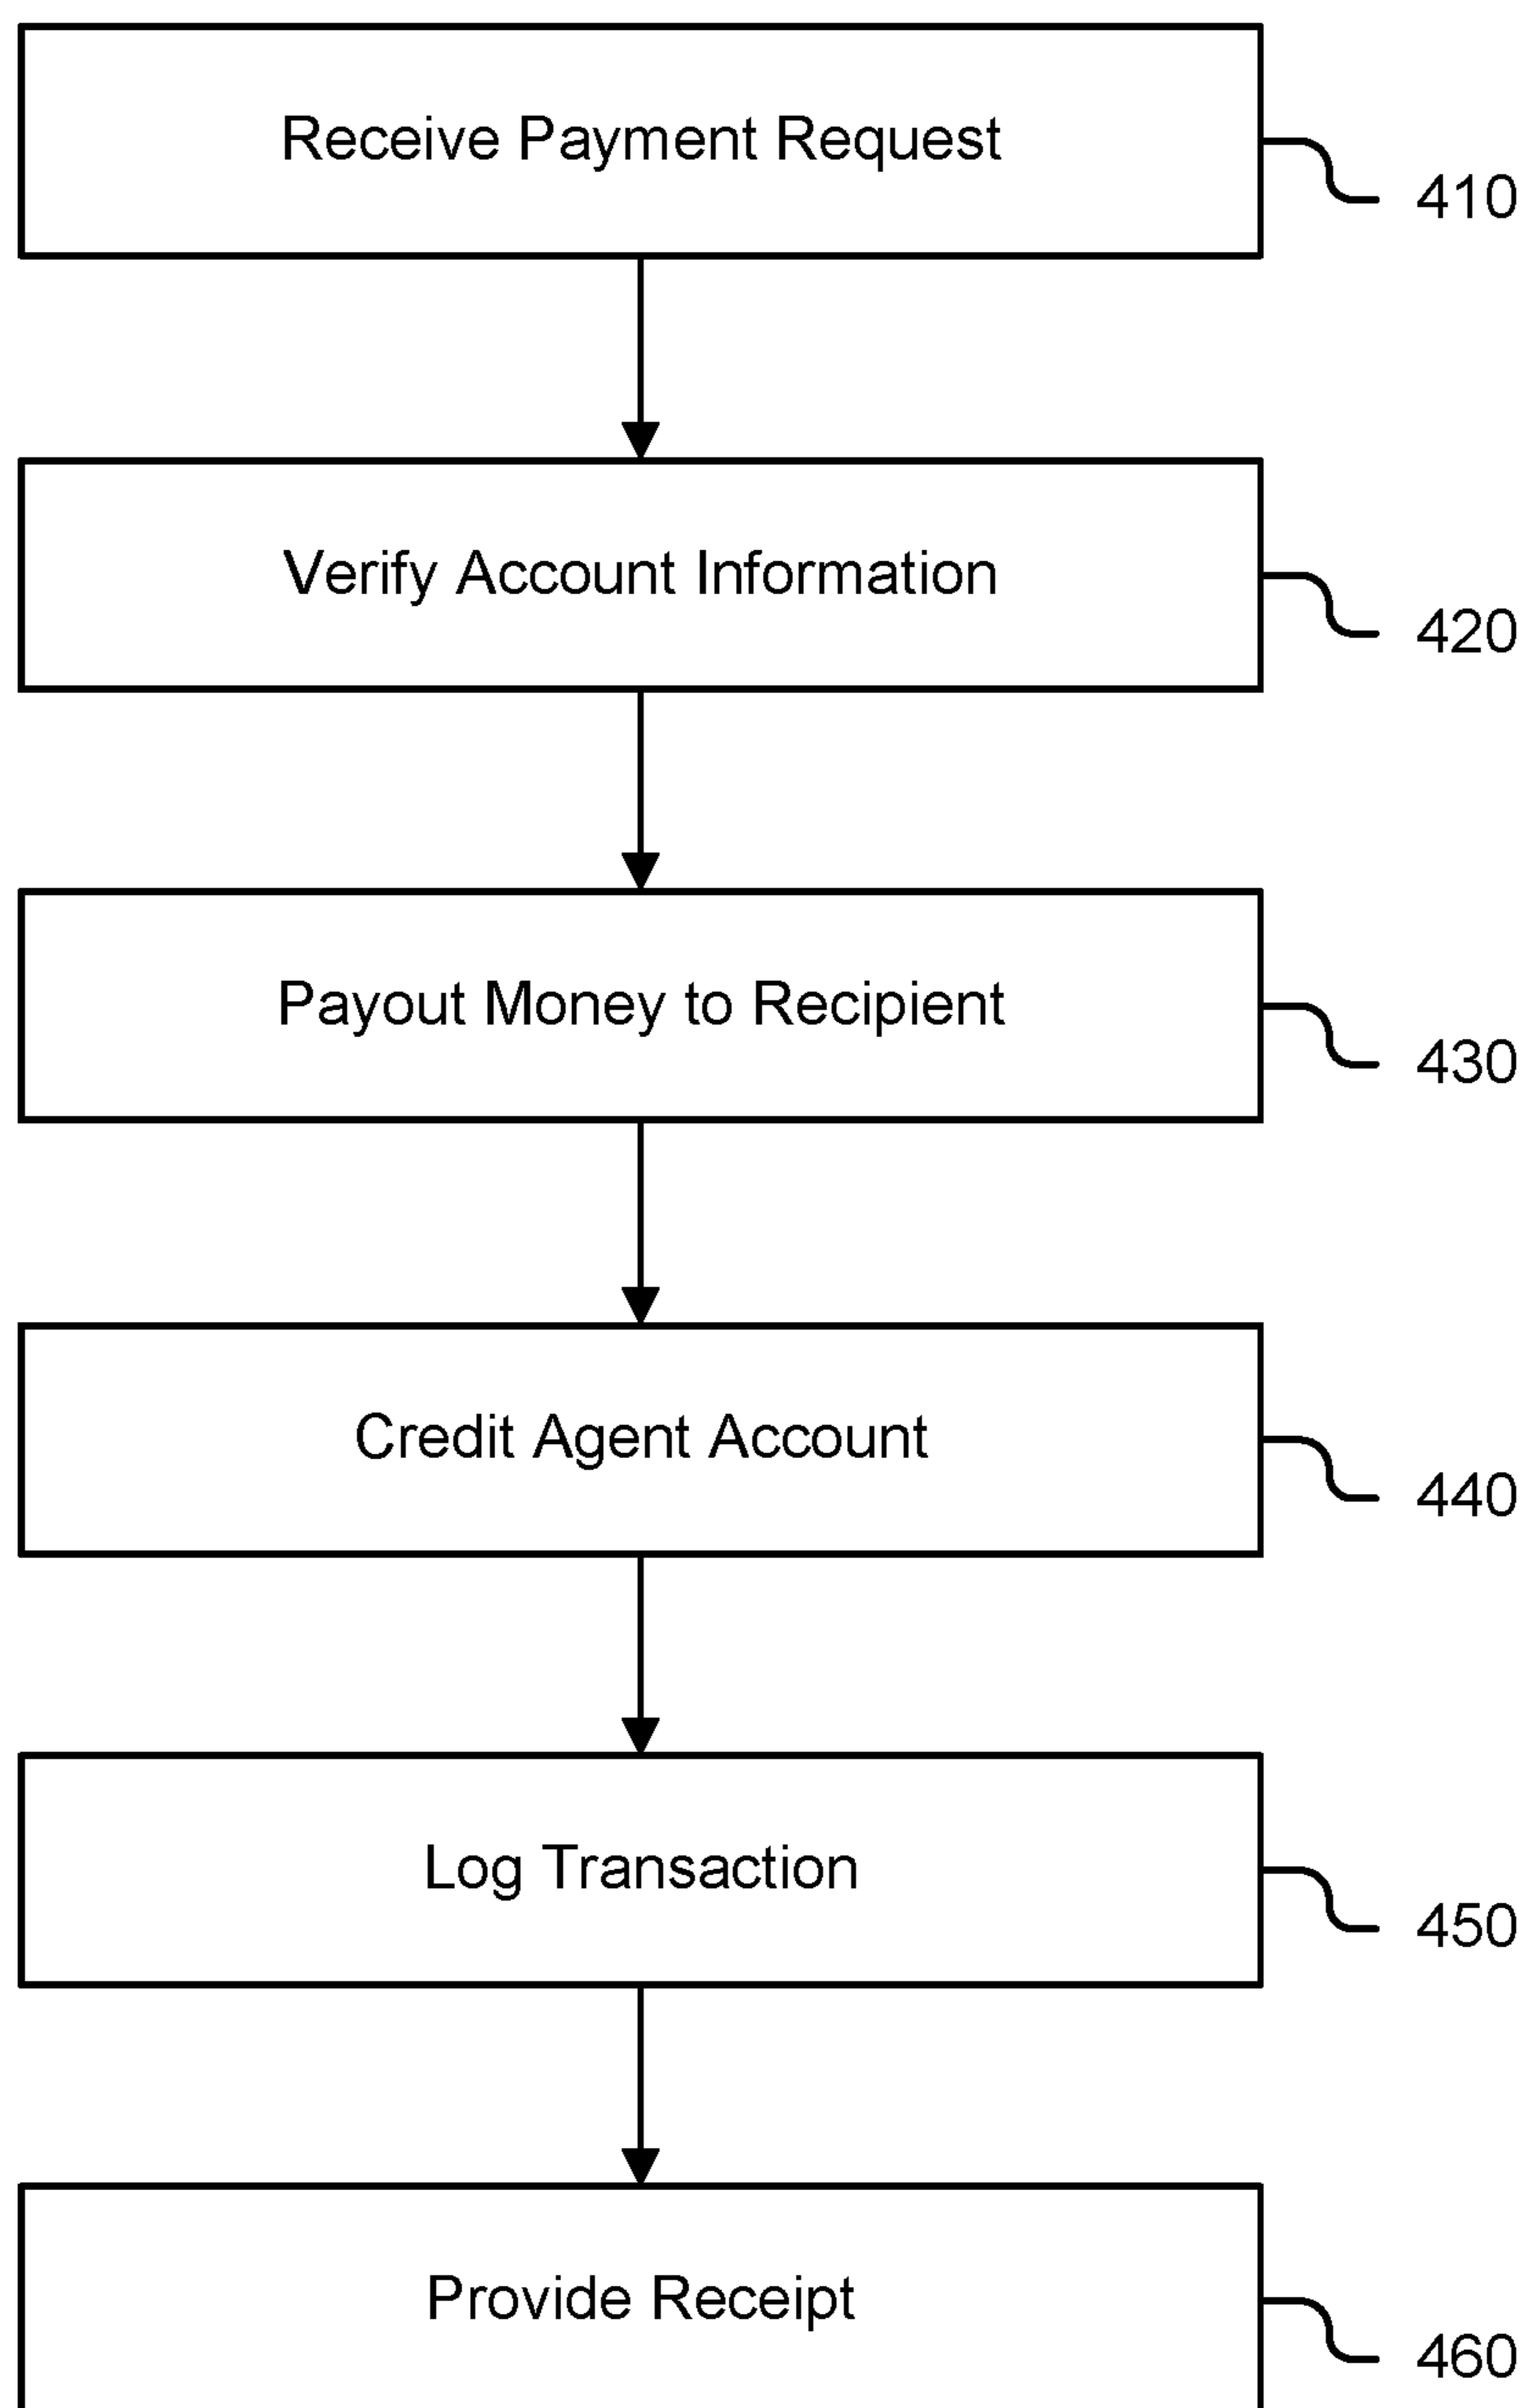 Receive Payment Request
410
Verify Account Information
420
Payout Money to Recipient
430
Credit Agent Account
440
Log Transaction
450
Provide Receipt
460